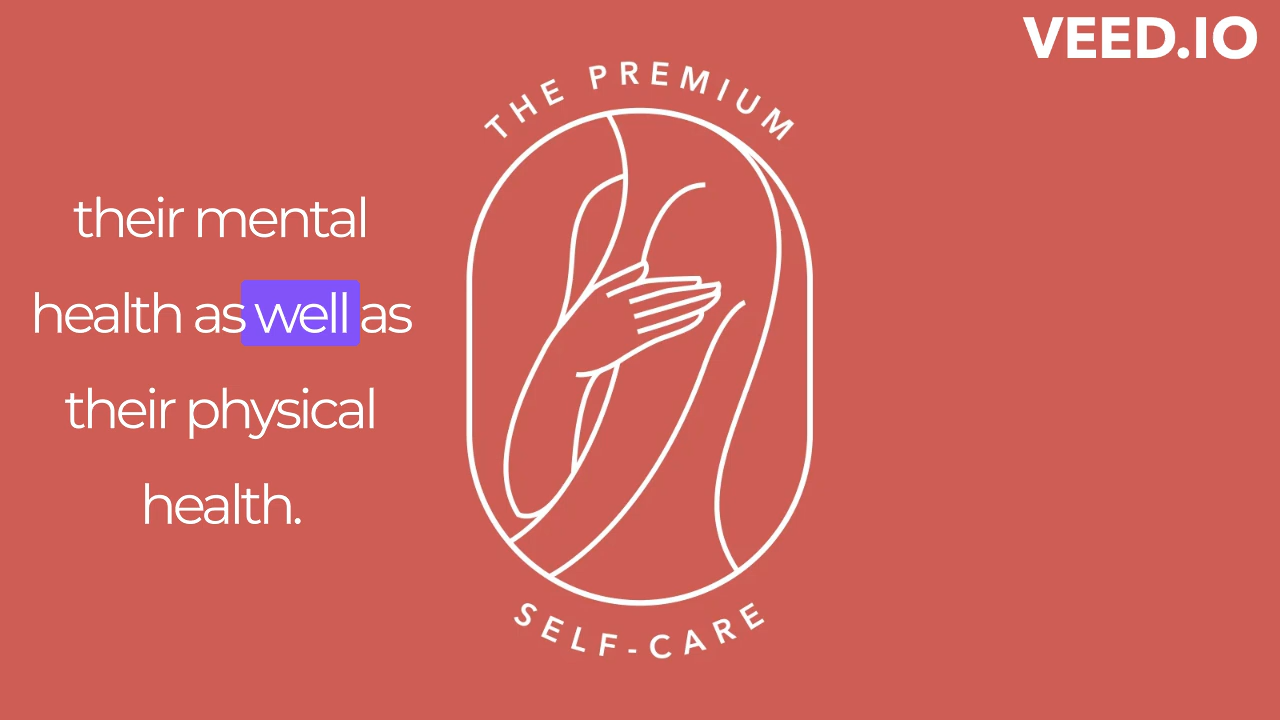 VEED.IO
THE PREMIUM
their mental
health as well as
their physical
health.
SELF-CARE